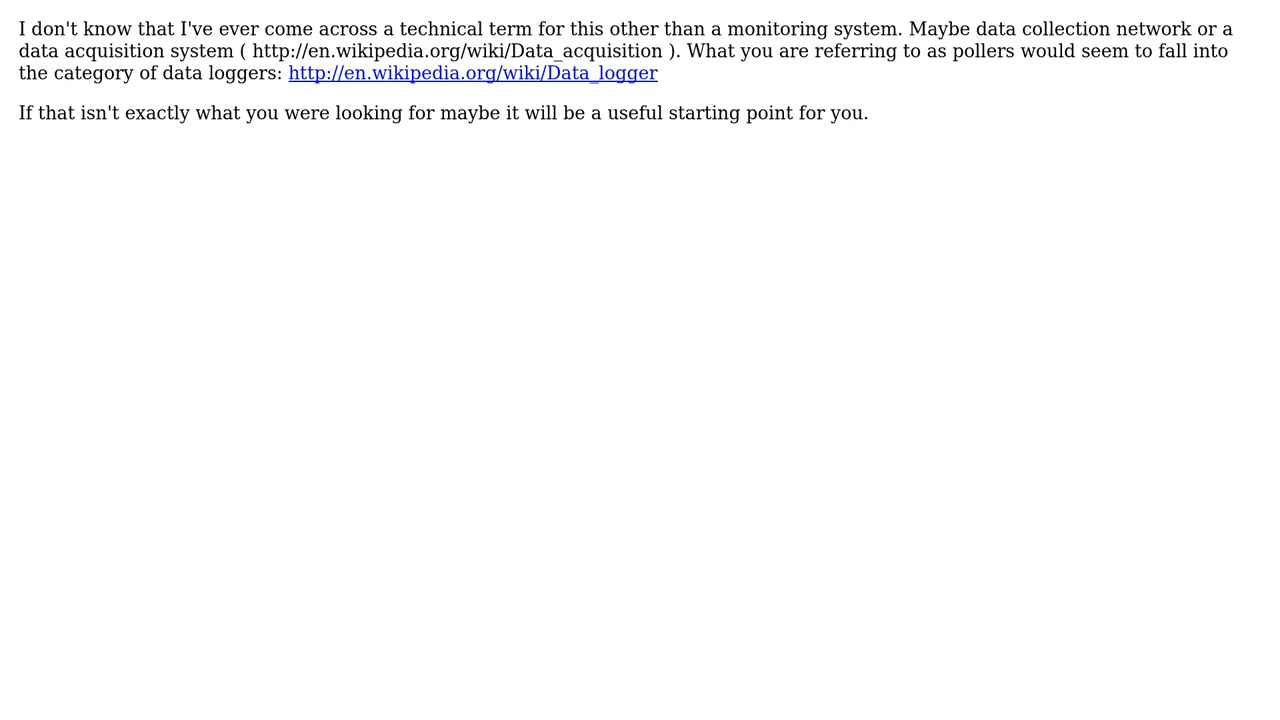 I don't know that I've ever come across a technical term for this other than a monitoring system. Maybe data collection network or a
data acquisition system ( http://en.wikipedia.org/wiki/Data_acquisition ). What you are referring to as pollers would seem to fall into
the category of data loggers: http://en.wikipedia.org/wiki/Data_logger
If that isn't exactly what you were looking for maybe it will be a useful starting point for you.